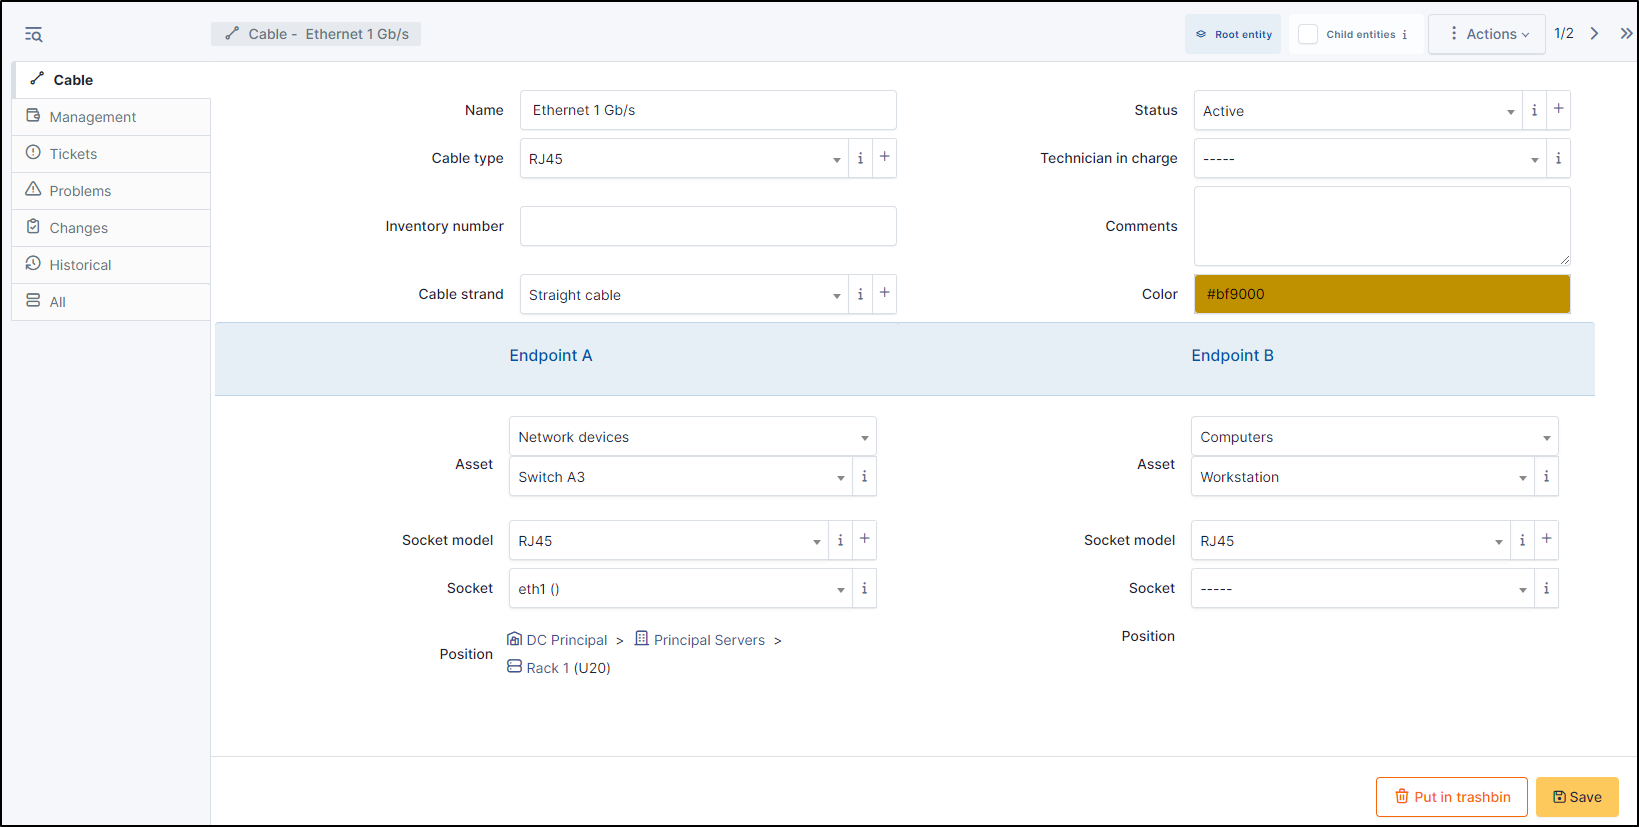 Cable - Ethernet 1 Gb/s
Root entity
Child entities i
Actions
1/2
Cable
Management
Tickets
Problems
Changes
Historical
All
Name Ethernet 1 Gb/s
Status Active i +
Cable type RJ45 i +
Technician in charge ----- i
Inventory number
Comments
Cable strand Straight cable i +
Color #bf9000
Endpoint A
Endpoint B
Asset Network devices
Switch A3 i
Asset Computers
Workstation i
Socket model RJ45 i +
Socket model RJ45 i +
Socket eth1 () i
Socket ----- i
Position DC Principal > Principal Servers >
Rack 1 (U20)
Position
Put in trashbin
Save